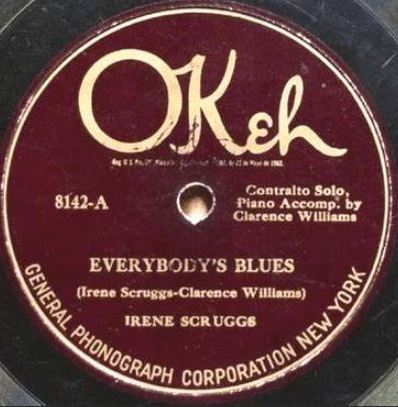 OKeh
8142-A
Contralto Solo,
Piano Accomp. by
Clarence Williams
EVERYBODY'S BLUES
(Irene Scruggs-Clarence Williams)
IRENE SCRUGGS
GENERAL PHONOGRAPH CORPORATION NEW YORK